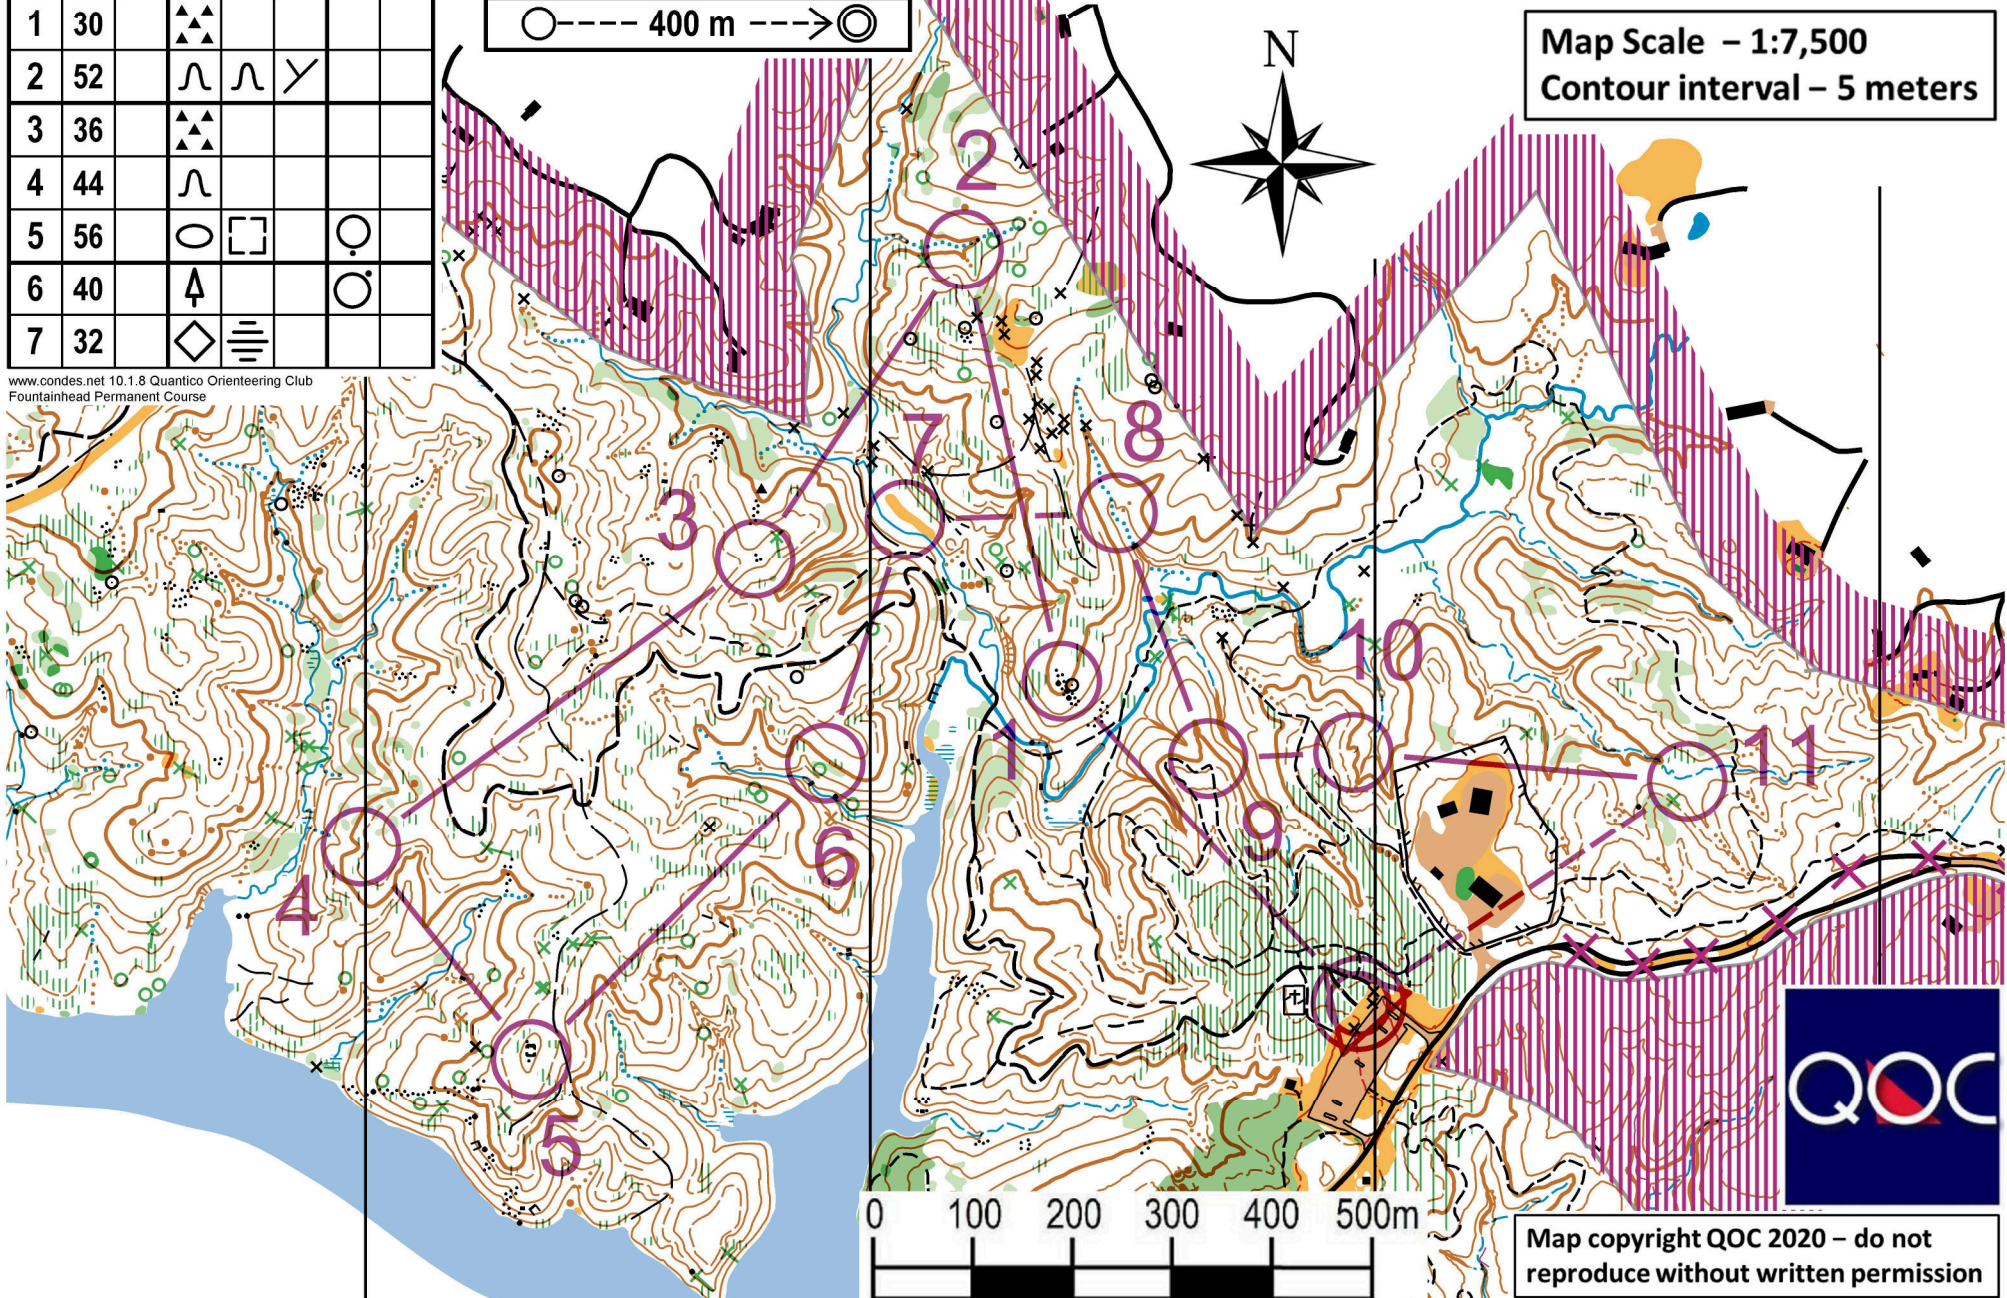 1 30
2 52
3 36
4 44
5 56
6 40
7 32
www.condes.net 10.1.8 Quantico Orienteering Club
Fountainhead Permanent Course
400 m
N
Map Scale – 1:7,500
Contour interval – 5 meters
2
7
8
3
10
1
11
9
6
4
5
F
0 100 200 300 400 500m
QOC
Map copyright QOC 2020 – do not
reproduce without written permission